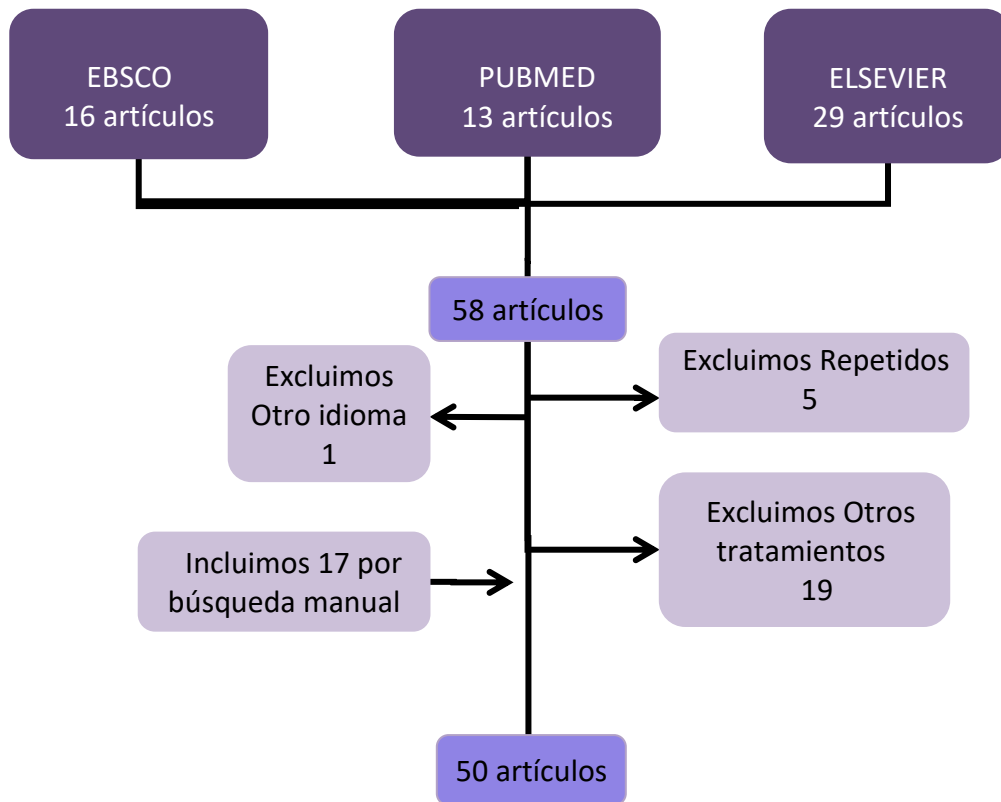 EBSCO
16 artículos
PUBMED
13 artículos
ELSEVIER
29 artículos
58 artículos
Excluimos
Otro idioma
1
Excluimos Repetidos
5
Incluimos 17 por
búsqueda manual
Excluimos Otros
tratamientos
19
50 artículos